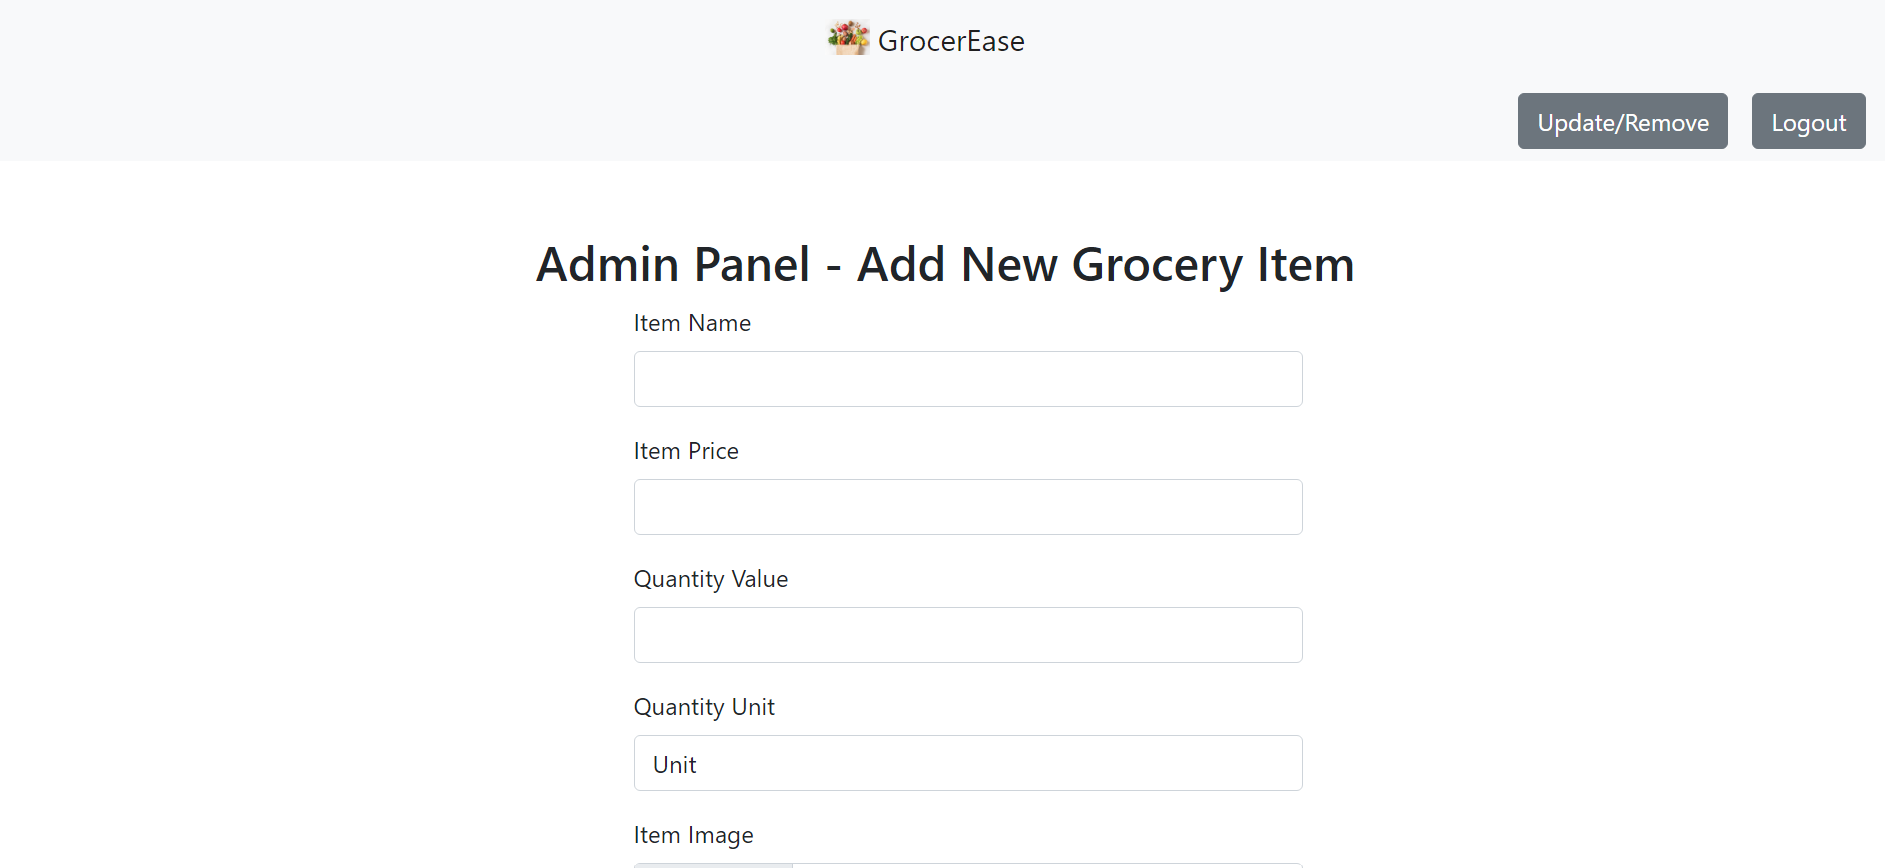 GrocerEase
Update/Remove Logout
Admin Panel - Add New Grocery Item
Item Name
Item Price
Quantity Value
Quantity Unit
Unit
Item Image